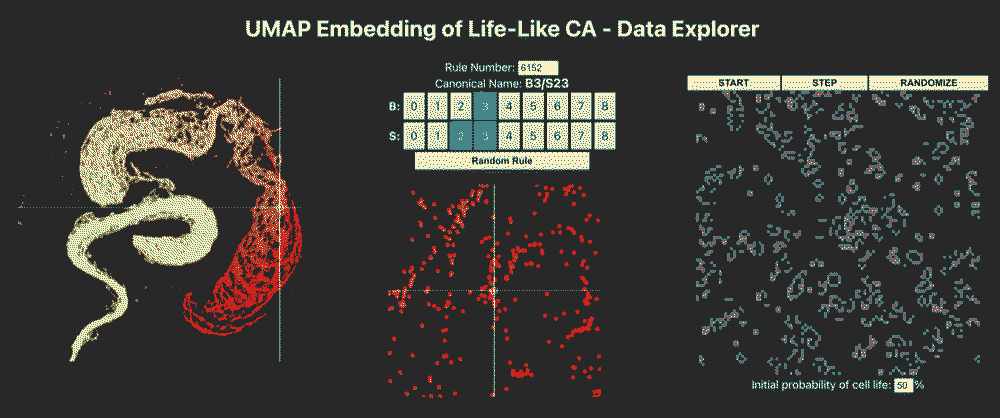 UMAP Embedding of Life-Like CA - Data Explorer
Rule Number: 6152
Canonical Name: B3/S23
B: 0 1 2 3 4 5 6 7 8
S: 0 1 2 3 4 5 6 7 8
Random Rule
START STEP RANDOMIZE
Initial probability of cell life: 50 %